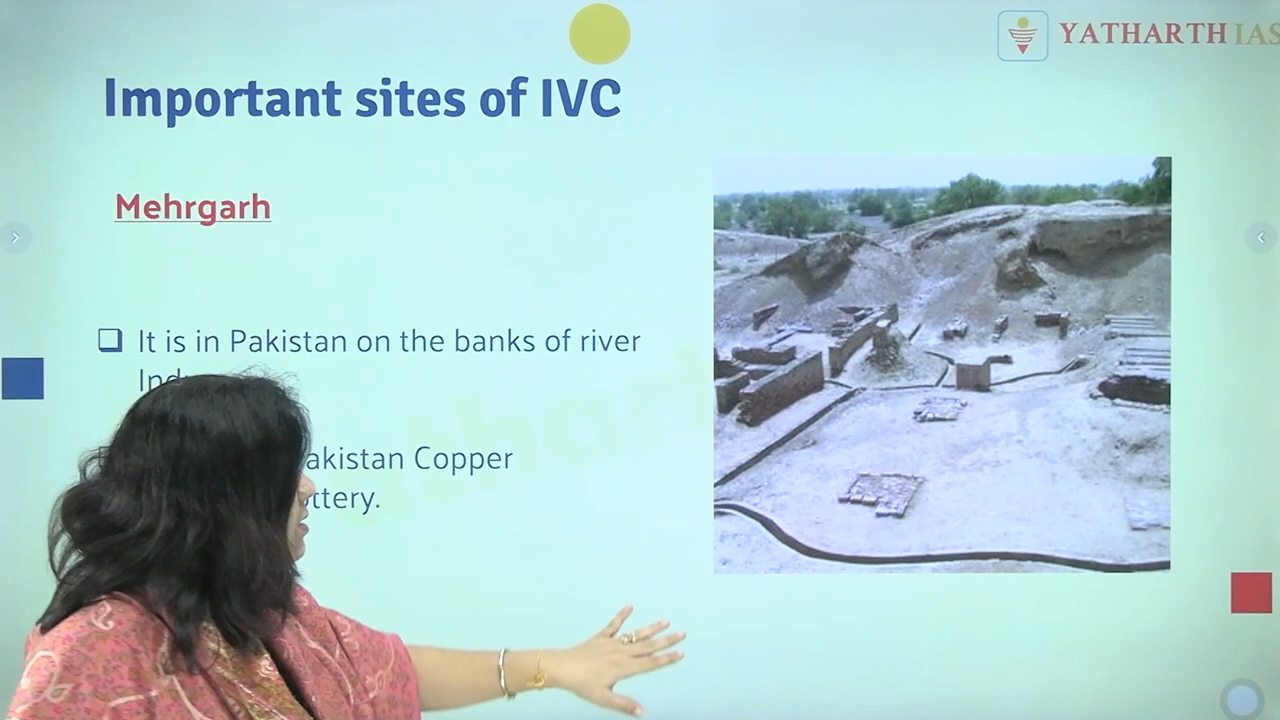 YATHARTH IAS
Important sites of IVC
Mehrgarh
It is in Pakistan on the banks of river
akistan Copper
ttery.